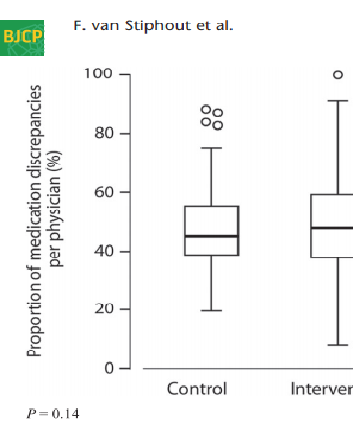 BJCP
F. van Stiphout et al.
Proportion of medication discrepancies
per physician (%)
100
80
60
40
20
0
Control
Interver
P = 0.14